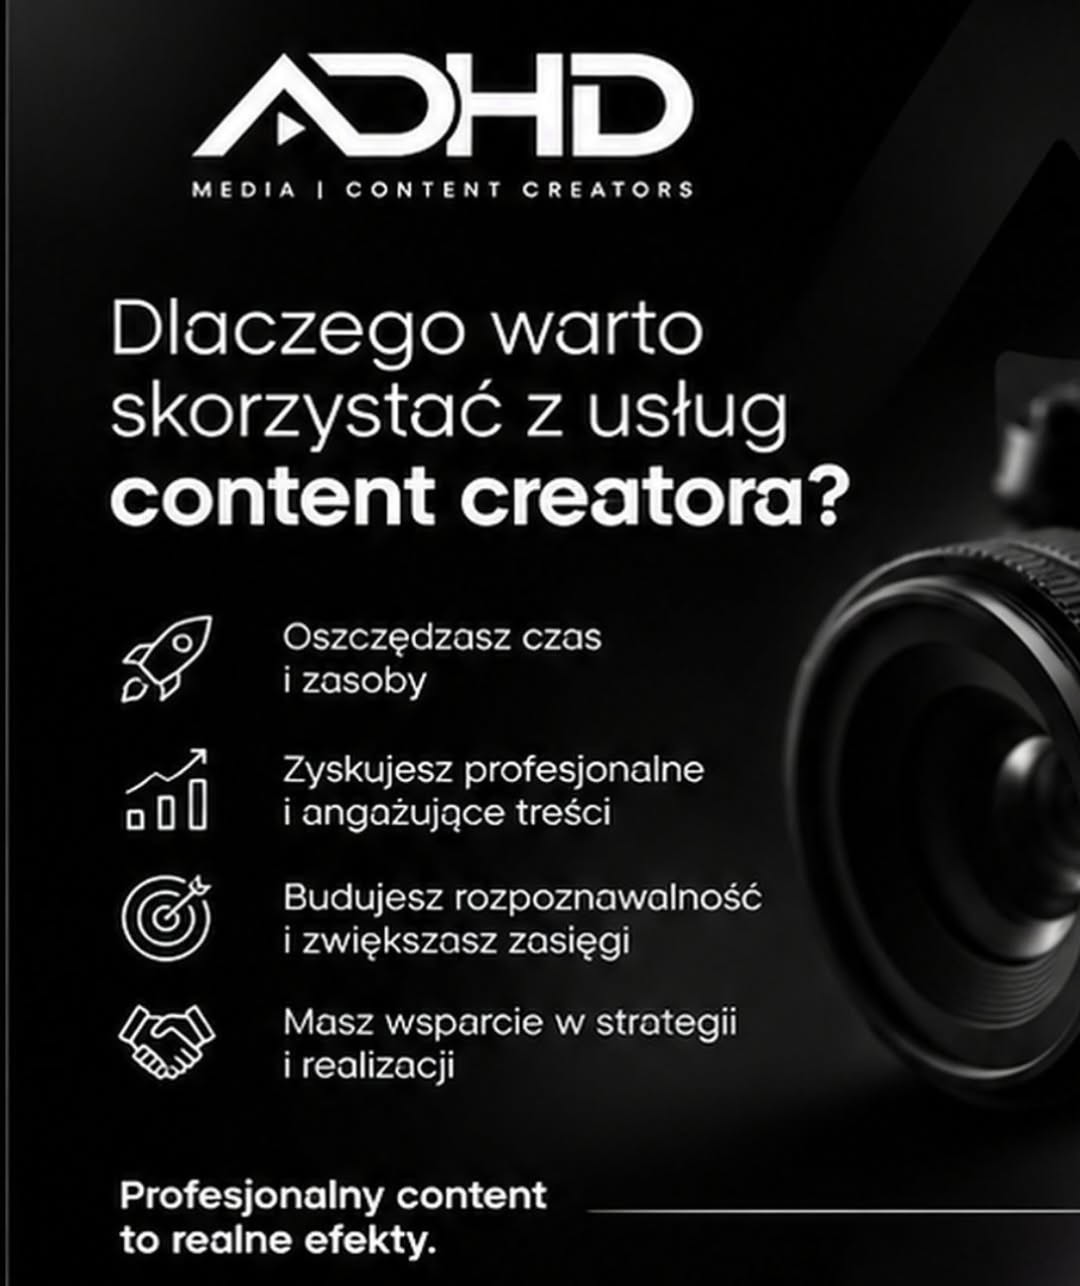 ADHD
MEDIA | CONTENT CREATORS
Dlaczego warto
skorzystać z usług
content creatora?
Oszczędzasz czas
i zasoby
Zyskujesz profesjonalne
i angażujące treści
Budujesz rozpoznawalność
i zwiększasz zasięgi
Masz wsparcie w strategii
i realizacji
Profesjonalny content
to realne efekty.